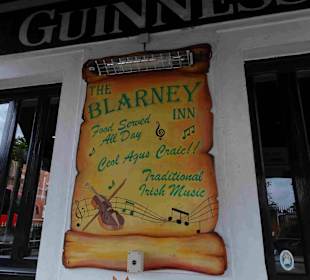 GUINNESS
THE
BLARNEY
INN
Food Served
All Day
Ceol Agus Craic!!
Traditional
Irish Music